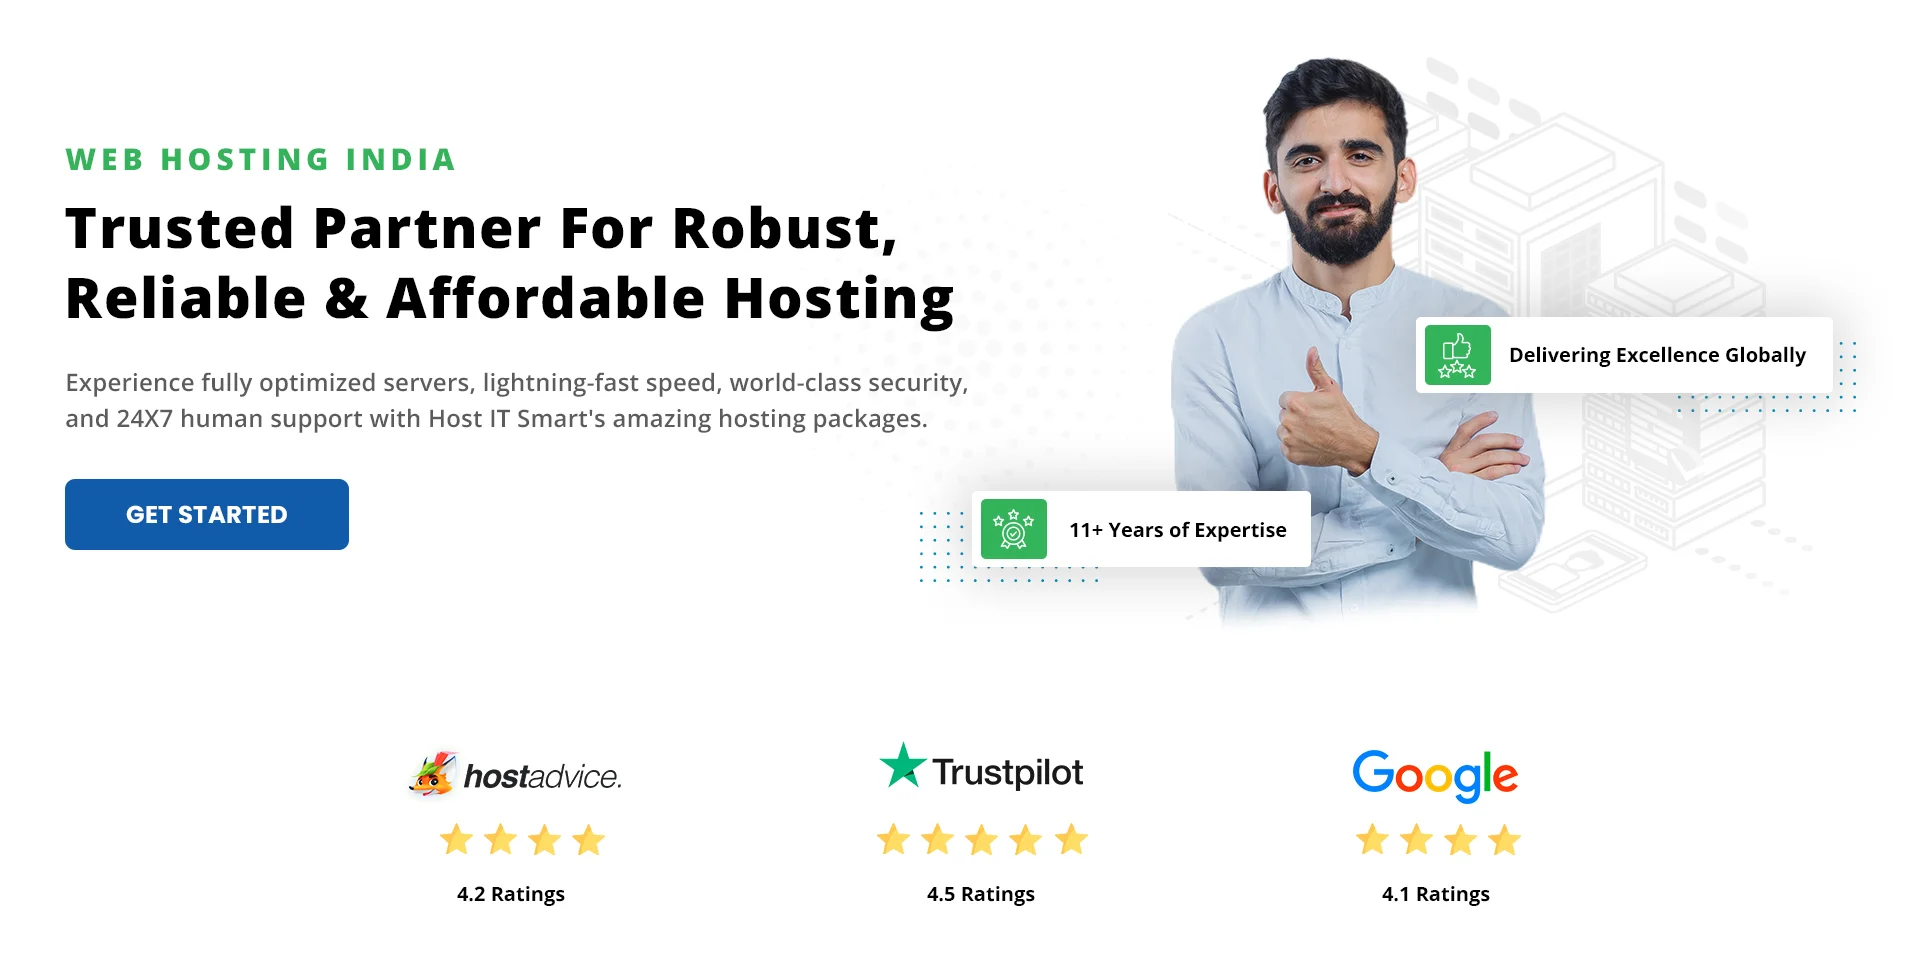 WEB HOSTING INDIA
Trusted Partner For Robust,
Reliable & Affordable Hosting
Experience fully optimized servers, lightning-fast speed, world-class security,
and 24X7 human support with Host IT Smart's amazing hosting packages.
GET STARTED
Delivering Excellence Globally
11+ Years of Expertise
hostadvice.
Trustpilot
Google
4.2 Ratings
4.5 Ratings
4.1 Ratings